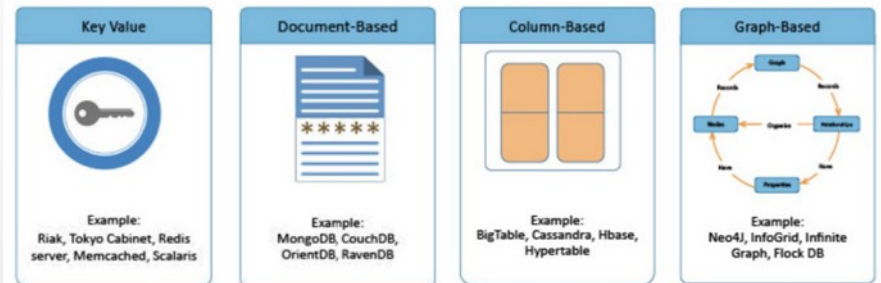 Key Value
Example:
Riak, Tokyo Cabinet, Redis
server, Memcached, Scalaris
Document-Based
*****
Example:
MongoDB, CouchDB,
OrientDB, RavenDB
Column-Based
Example:
BigTable, Cassandra, Hbase,
Hypertable
Graph-Based
Graph
Records
Records
Nodes
Organize
Relationships
Have
Have
Properties
Example:
Neo4J, InfoGrid, Infinite
Graph, Flock DB